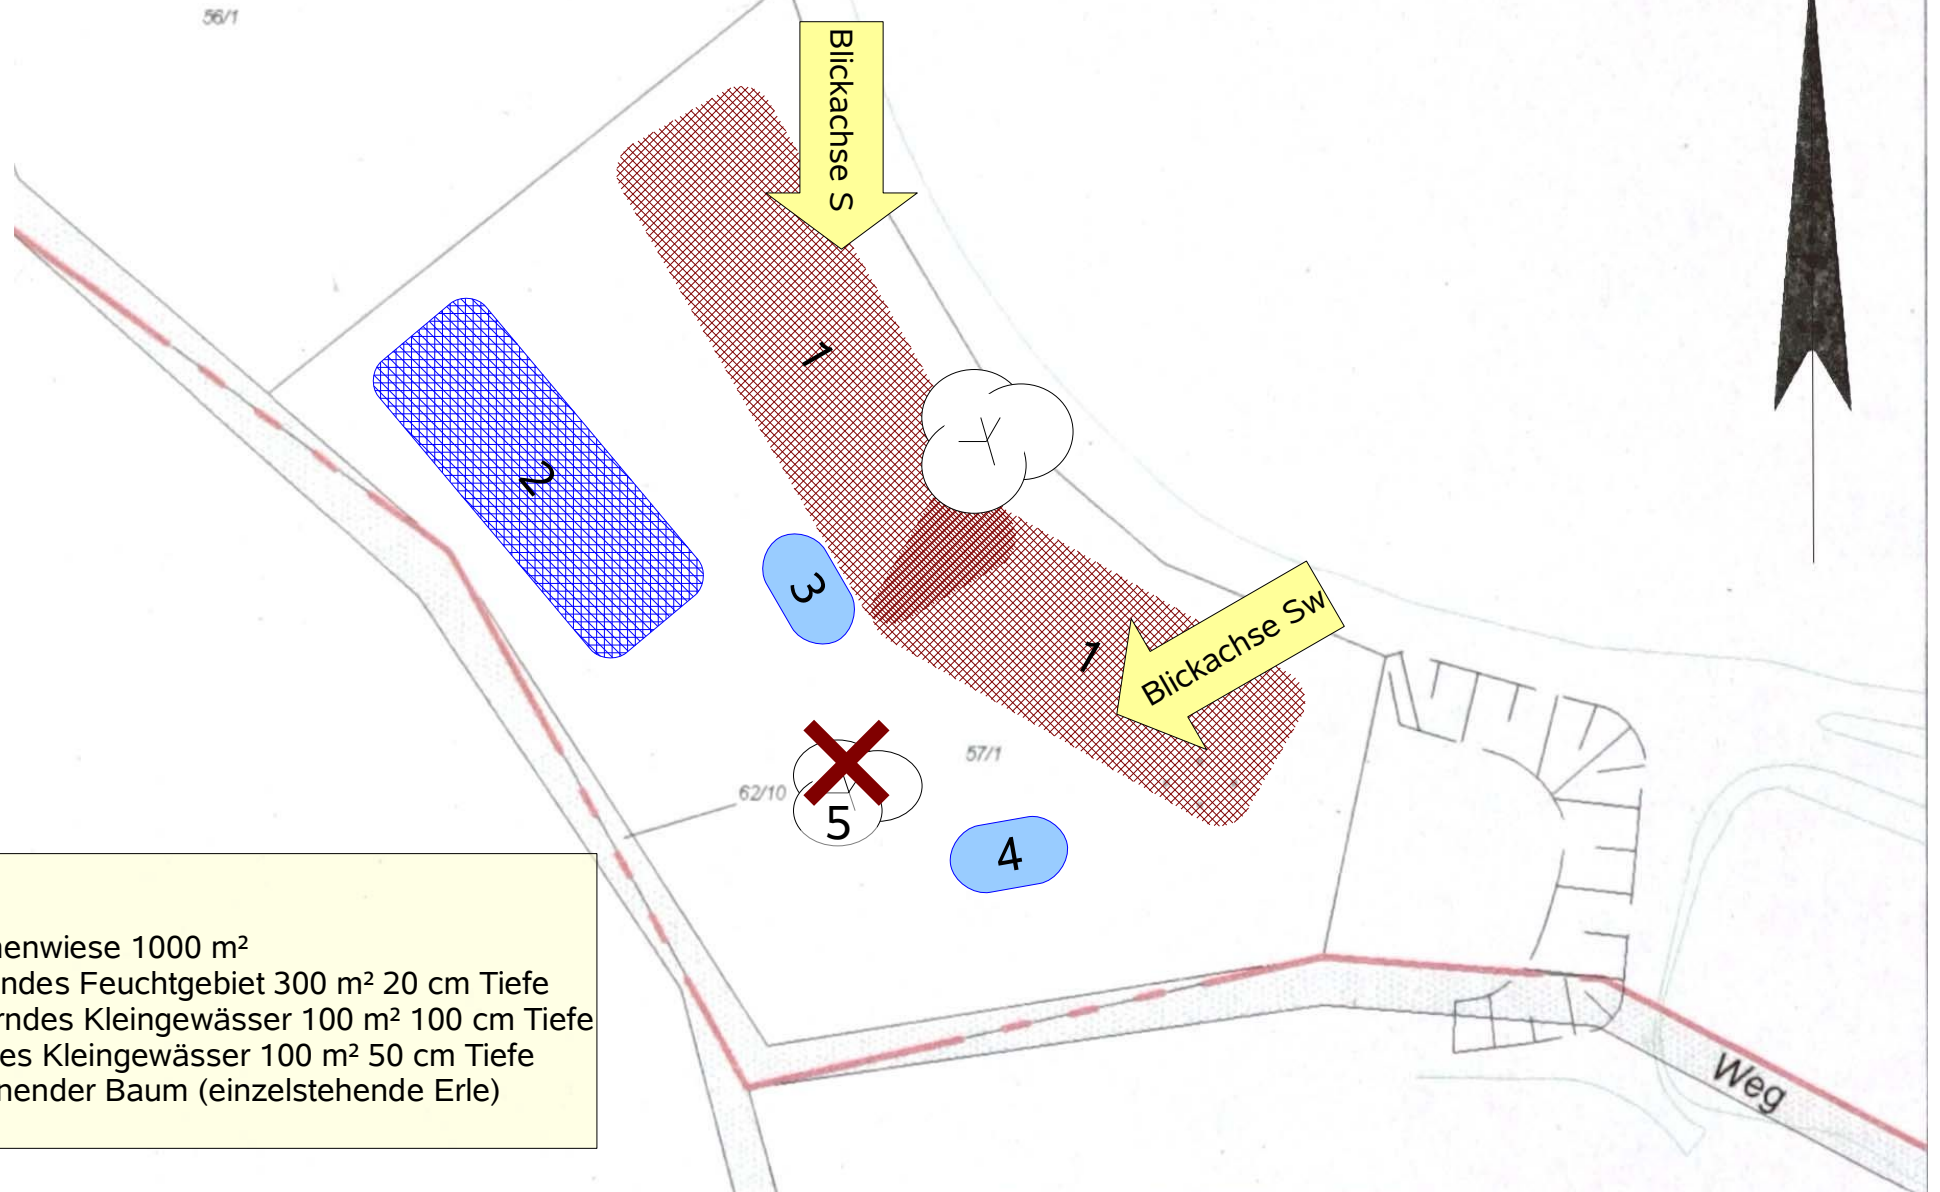 56/1
Blickachse S
1
2
3
Blickachse Sw
1
57/1
62/10
5
4
enwiese 1000 m²
ndes Feuchtgebiet 300 m² 20 cm Tiefe
rndes Kleingewässer 100 m² 100 cm Tiefe
es Kleingewässer 100 m² 50 cm Tiefe
nender Baum (einzelstehende Erle)
Weg